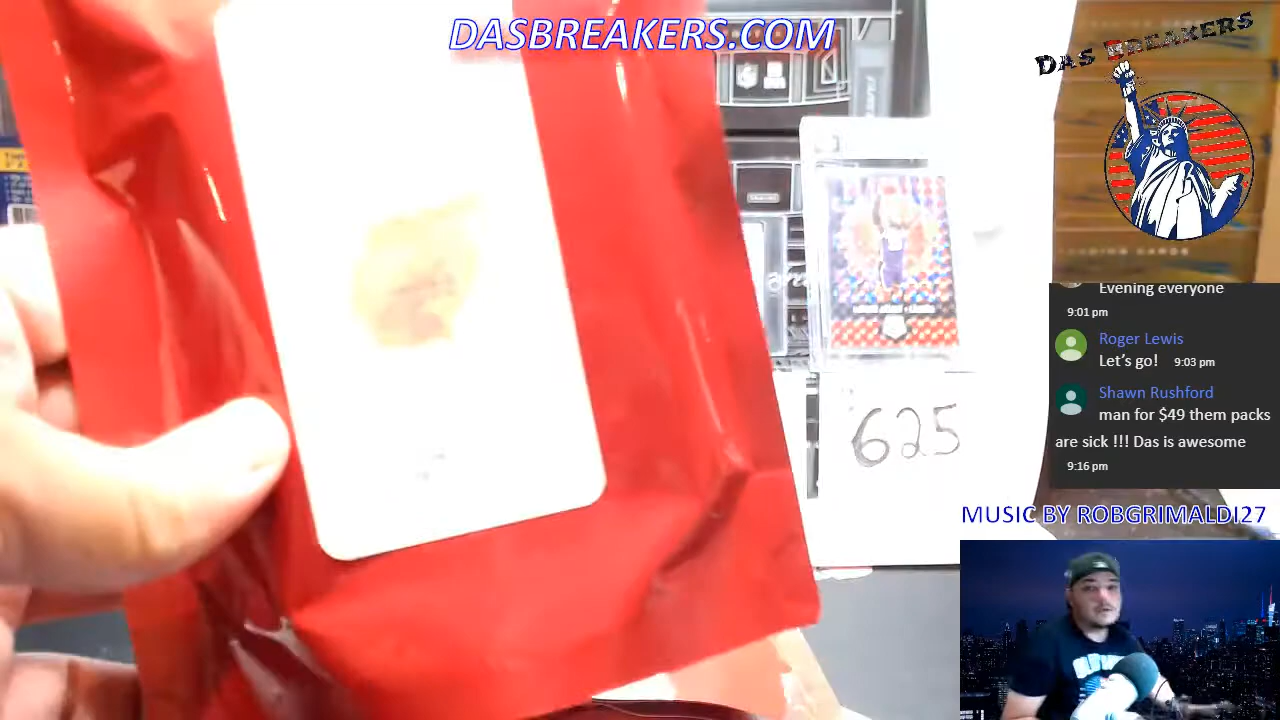 DASBREAKERS.COM
DAS BREAKERS
Evening everyone
9:01 pm
Roger Lewis
Let's go! 9:03 pm
Shawn Rushford
man for $49 them packs
are sick !!! Das is awesome
9:16 pm
625
MUSIC BY ROBGRIMALDI27